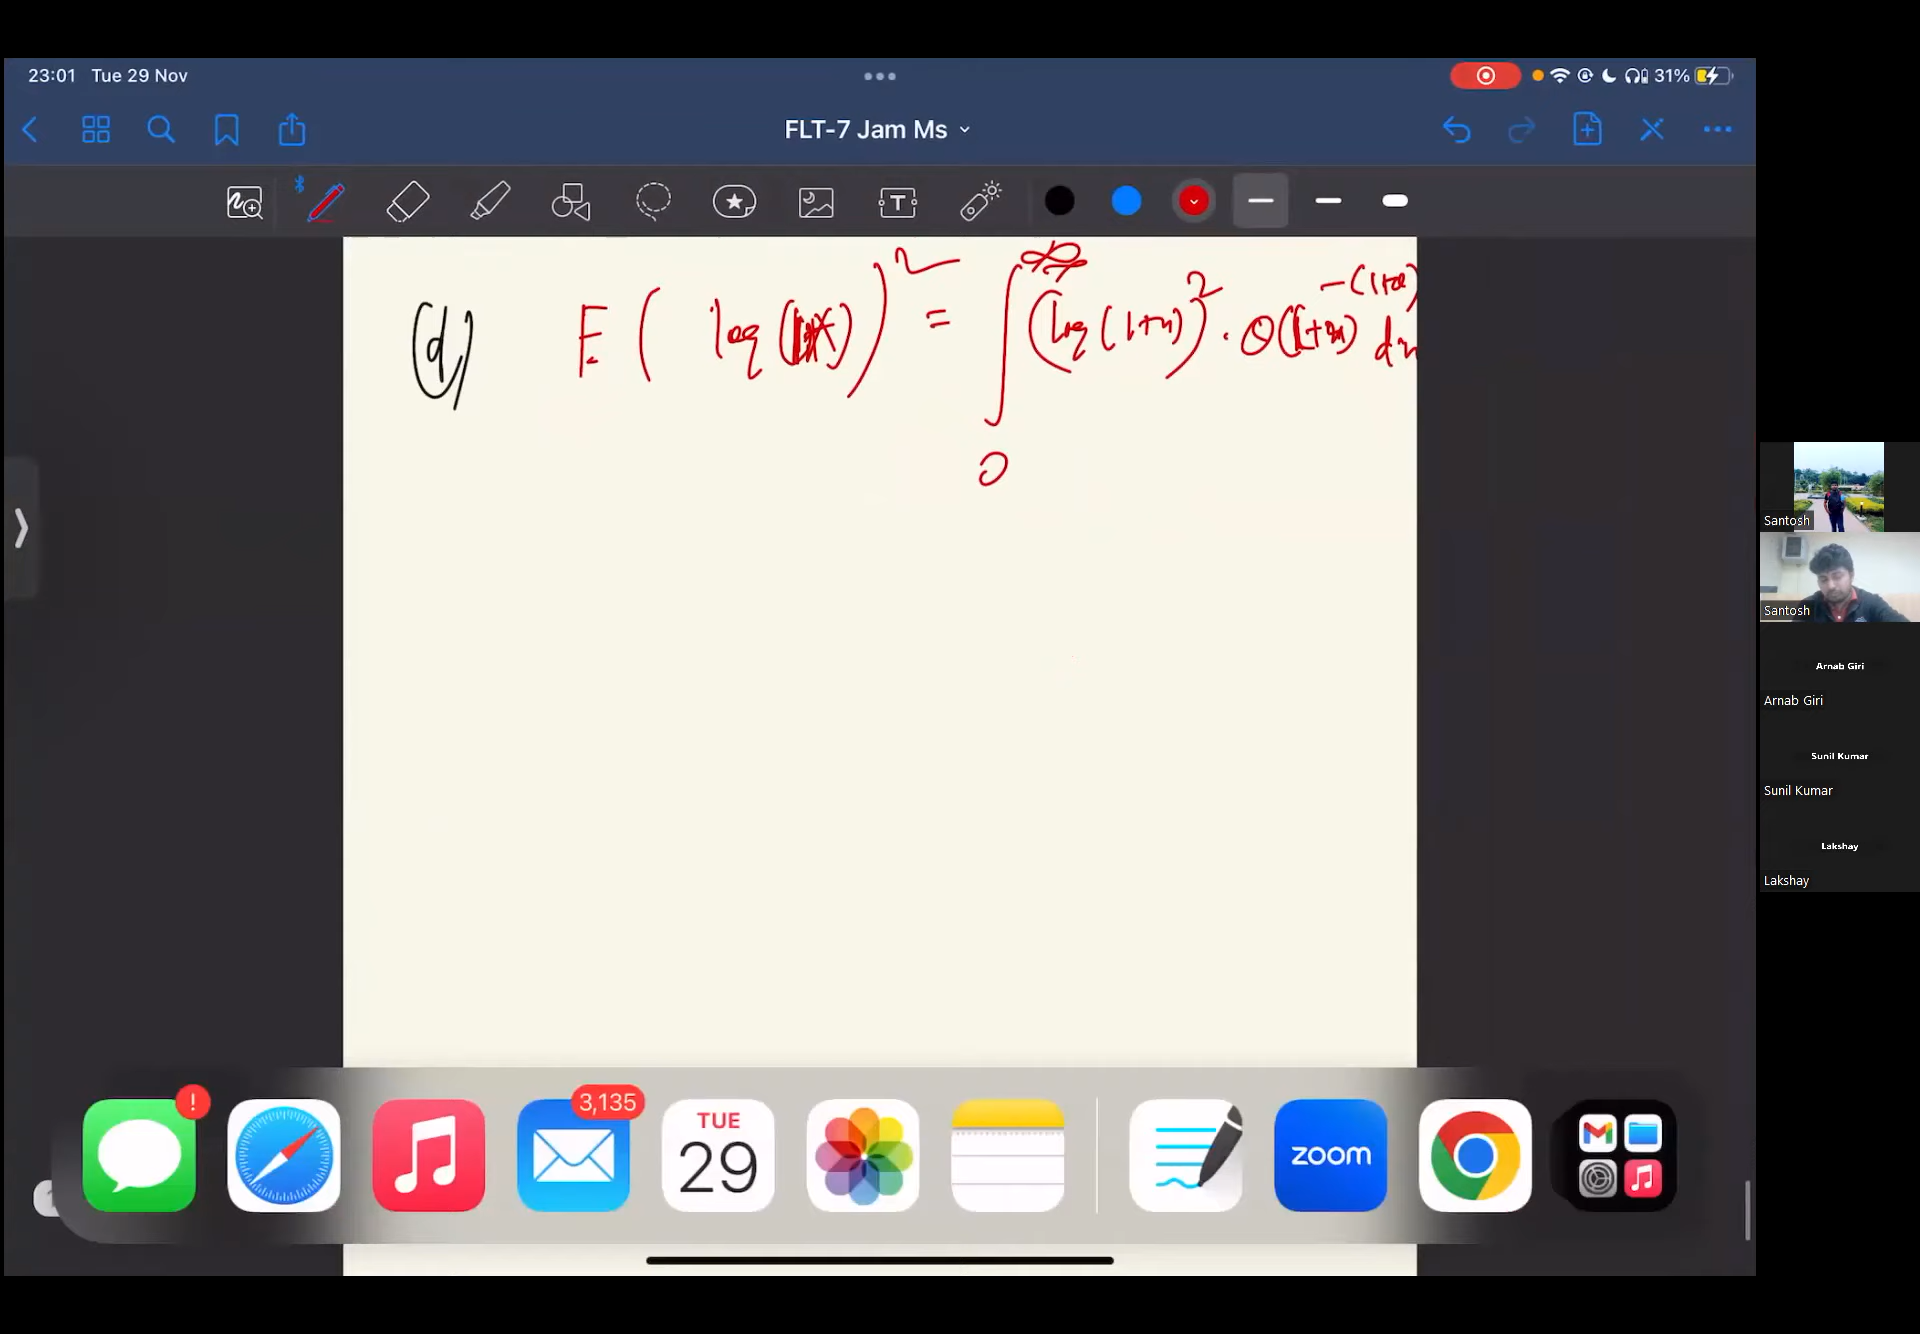 23:01 Tue 29 Nov
31%
FLT-7 Jam Ms
T
(d) E ( log ( ) )² = ∫₀^∞ (log (1+x))² . θ(1+x)^-(1+θ) dx
Santosh
Santosh
Arnab Giri
Arnab Giri
Sunil Kumar
Sunil Kumar
Lakshay
Lakshay
!
3,135
TUE
29
zoom